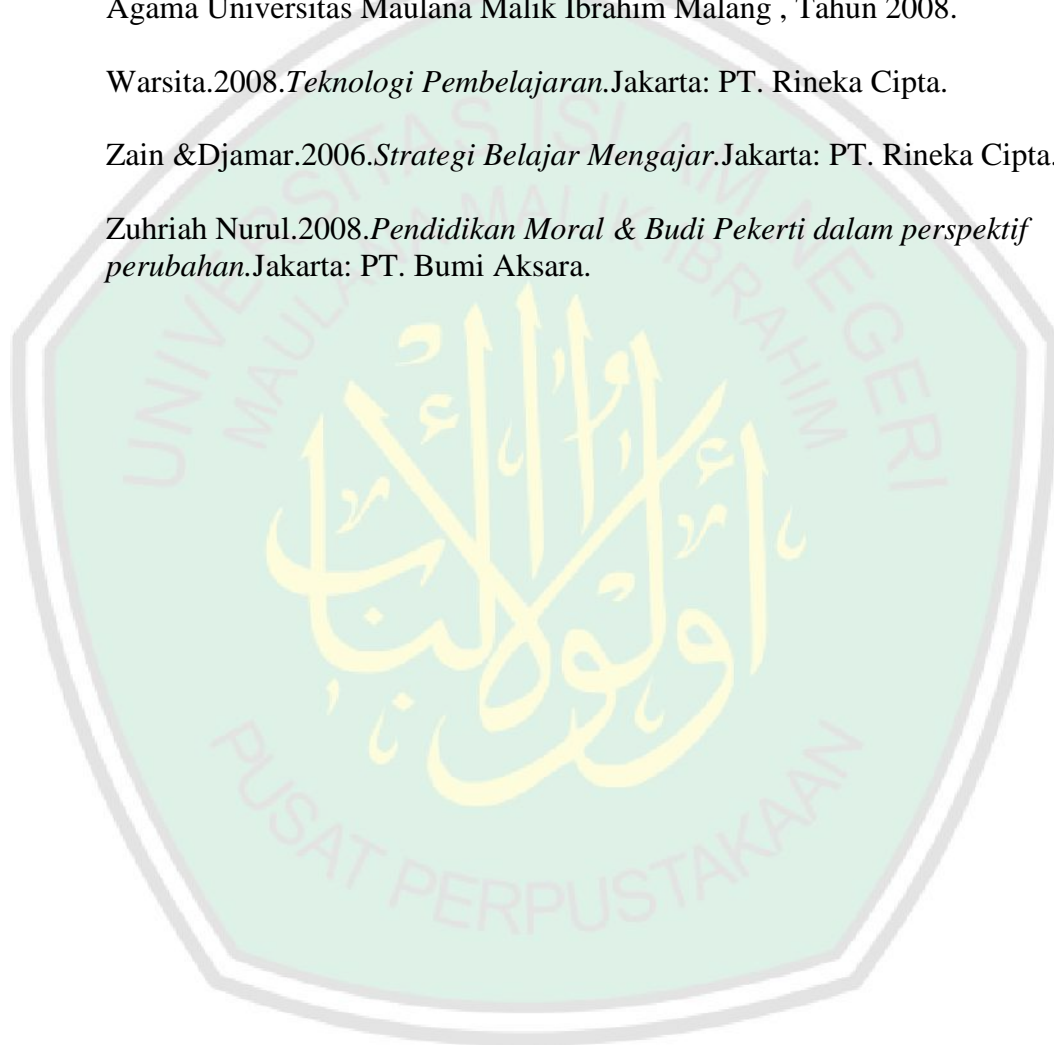 Agama Universitas Maulana Malik Ibrahim Malang , Tahun 2008.
Warsita.2008.Teknologi Pembelajaran.Jakarta: PT. Rineka Cipta.
Zain &Djamar.2006.Strategi Belajar Mengajar.Jakarta: PT. Rineka Cipta.
Zuhriah Nurul.2008.Pendidikan Moral & Budi Pekerti dalam perspektif
perubahan.Jakarta: PT. Bumi Aksara.
UNIVERSITAS ISLAM NEGERI
MAULANA MALIK IBRAHIM
أولوا الألباب
PUSAT PERPUSTAKAAN